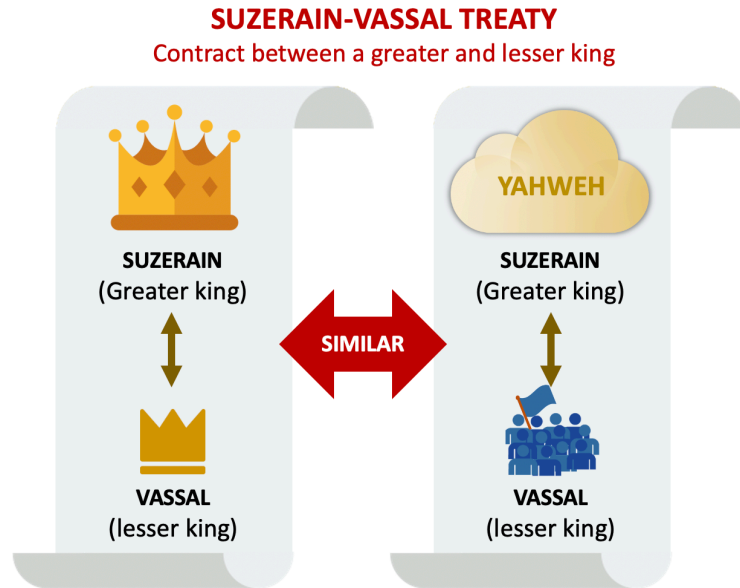 SUZERAIN-VASSAL TREATY
Contract between a greater and lesser king
SUZERAIN
(Greater king)
VASSAL
(lesser king)
SIMILAR
YAHWEH
SUZERAIN
(Greater king)
VASSAL
(lesser king)